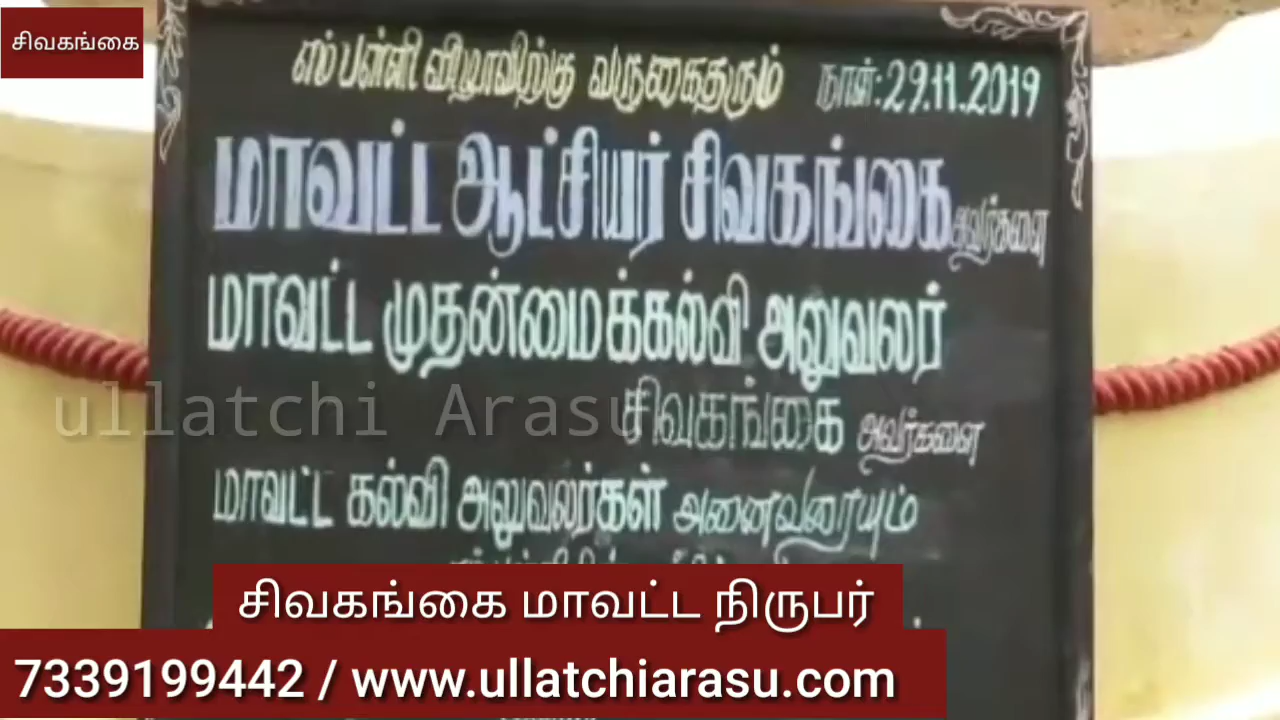 சிவகங்கை
ஸ் பள்ளி விழாவிற்கு வருகைதரும் நாள்:29.11.2019
மாவட்ட ஆட்சியர் சிவகங்கை அவர்களை
மாவட்ட முதன்மைக்கல்வி அலுவலர்
ullatchi Arasu
சிவகங்கை அவர்களை
மாவட்ட கல்வி அலுவலர்கள் அனைவரையும்
சிவகங்கை மாவட்ட நிருபர்
7339199442 / www.ullatchiarasu.com